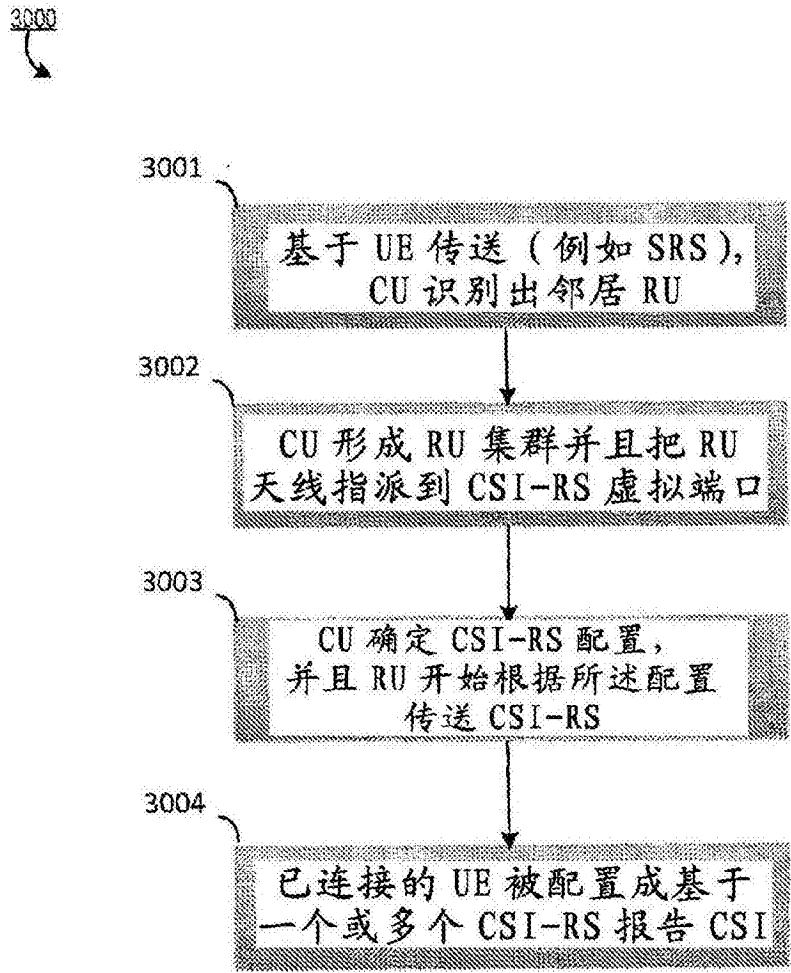 3000
3001
基于 UE 传送 (例如 SRS),
CU 识别出邻居 RU
3002
CU 形成 RU 集群并且把 RU
天线指派到 CSI-RS 虚拟端口
3003
CU 确定 CSI-RS 配置,
并且 RU 开始根据所述配置
传送 CSI-RS
3004
已连接的 UE 被配置成基于
一个或多个 CSI-RS 报告 CSI